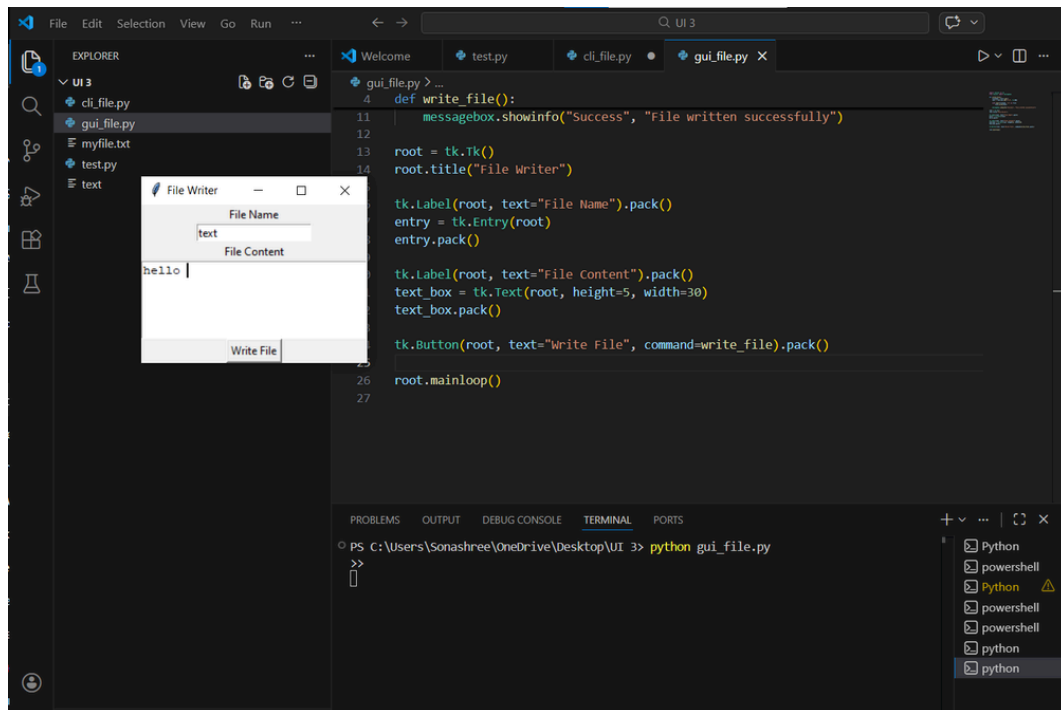 File Edit Selection View Go Run ···
UI 3
EXPLORER ···
UI 3
cli_file.py
gui_file.py
myfile.txt
test.py
text
1
Welcome test.py cli_file.py gui_file.py
gui_file.py > ...
4 def write_file():
11 messagebox.showinfo("Success", "File written successfully")
12
13 root = tk.Tk()
14 root.title("File Writer")
tk.Label(root, text="File Name").pack()
entry = tk.Entry(root)
entry.pack()
tk.Label(root, text="File Content").pack()
text_box = tk.Text(root, height=5, width=30)
text_box.pack()
tk.Button(root, text="Write File", command=write_file).pack()
25
26 root.mainloop()
27
File Writer
File Name
text
File Content
hello
Write File
PROBLEMS OUTPUT DEBUG CONSOLE TERMINAL PORTS
PS C:\Users\Sonashree\OneDrive\Desktop\UI 3> python gui_file.py
>>
Python
powershell
Python
powershell
powershell
python
python